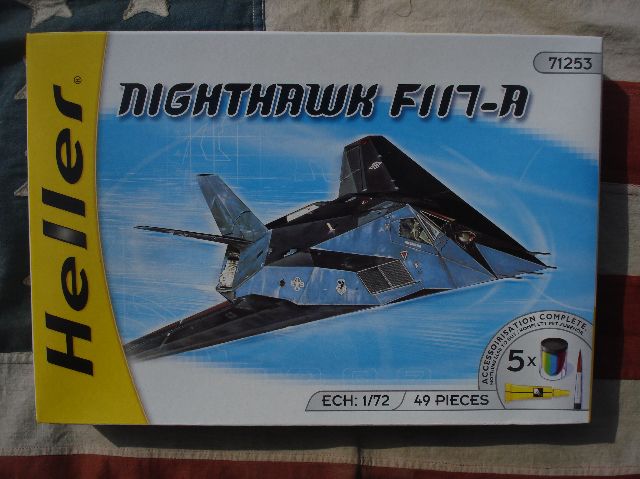 Heller®
71253
NIGHTHAWK F117-A
ACCESSOIRISATION COMPLETE
5x
ECH: 1/72
49 PIECES